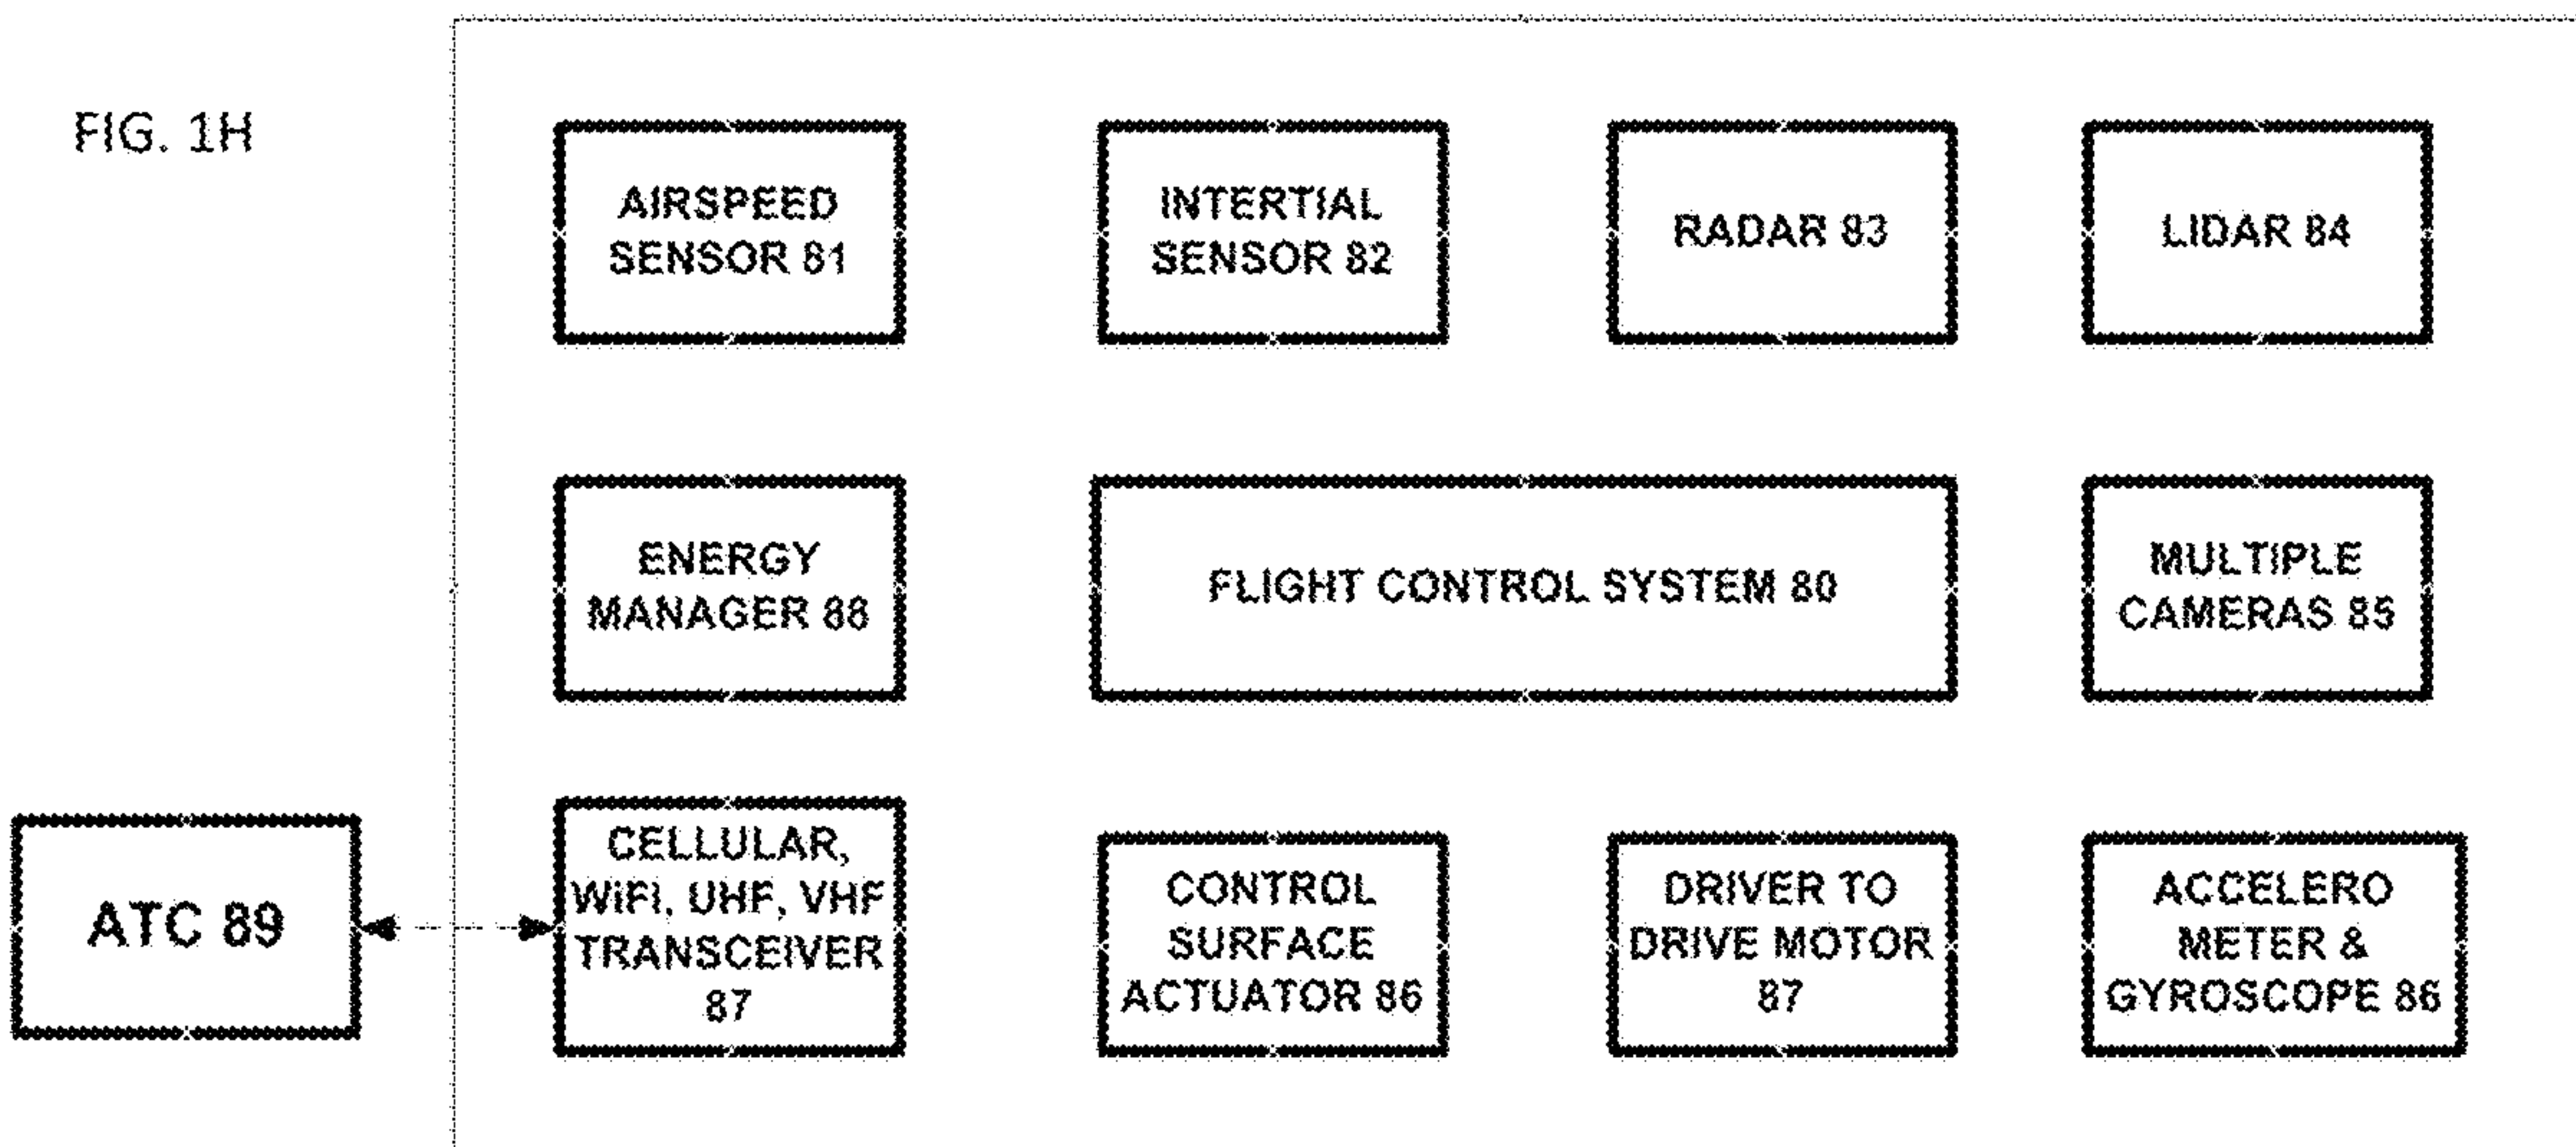 FIG. 1H
AIRSPEED
SENSOR 81
INTERTIAL
SENSOR 82
RADAR 83
LIDAR 84
ENERGY
MANAGER 88
FLIGHT CONTROL SYSTEM 80
MULTIPLE
CAMERAS 85
ATC 89
CELLULAR,
WiFi, UHF, VHF
TRANSCEIVER
87
CONTROL
SURFACE
ACTUATOR 86
DRIVER TO
DRIVE MOTOR
87
ACCELERO
METER &
GYROSCOPE 86